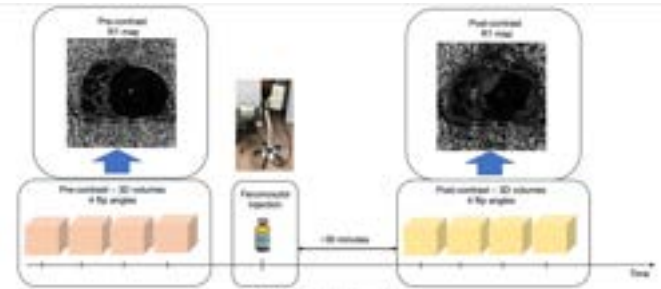 Pre-contrast
R1 map
Post-contrast
R1 map
Pre-contrast – 3D volumes
4 flip angles
Ferumoxytol
injection
minutes
Post-contrast – 3D volumes
4 flip angles
Time